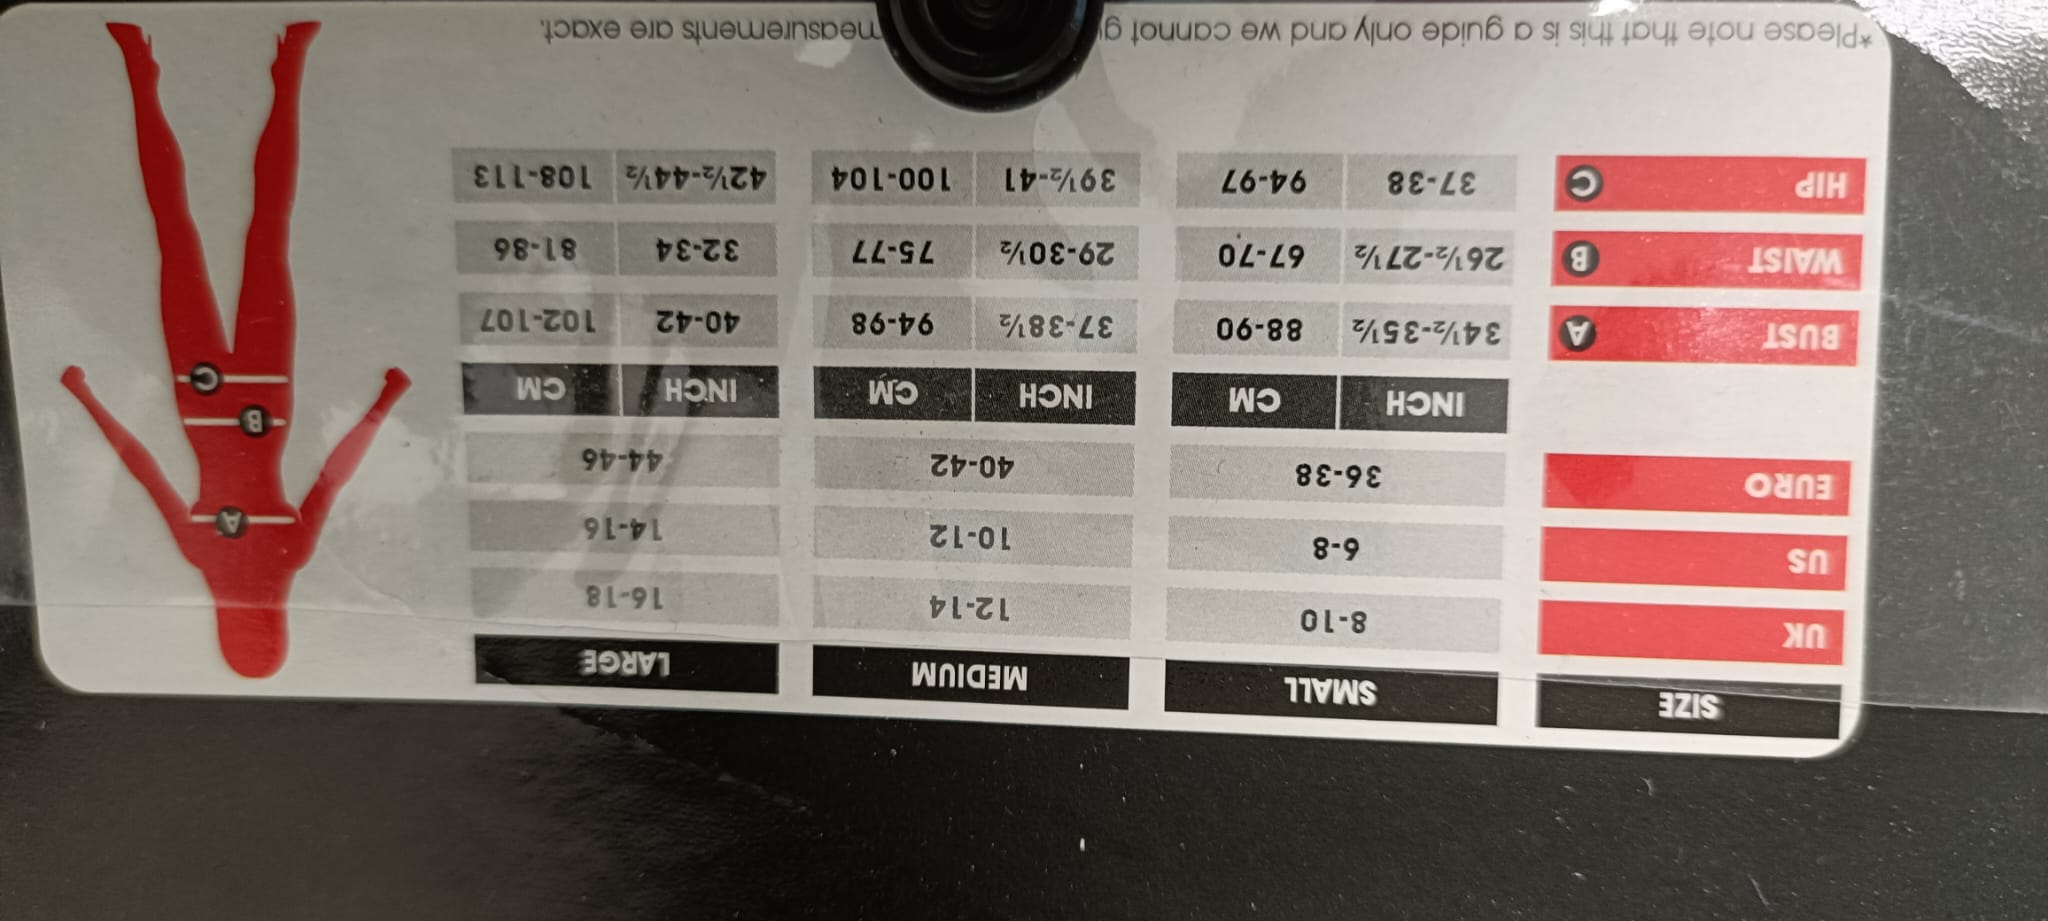 SIZE SMALL MEDIUM LARGE
UK 8-10 12-14 16-18
US 6-8 10-12 14-16
EURO 36-38 40-42 44-46
INCH CM INCH CM INCH CM
BUST A 34½-35½ 88-90 37-38½ 94-98 40-42 102-107
WAIST B 26½-27½ 67-70 29-30½ 75-77 32-34 81-86
HIP C 37-38 94-97 39½-41 100-104 42½-44½ 108-113
*Please note that this is a guide only and we cannot measurements are exact.
A
B
C